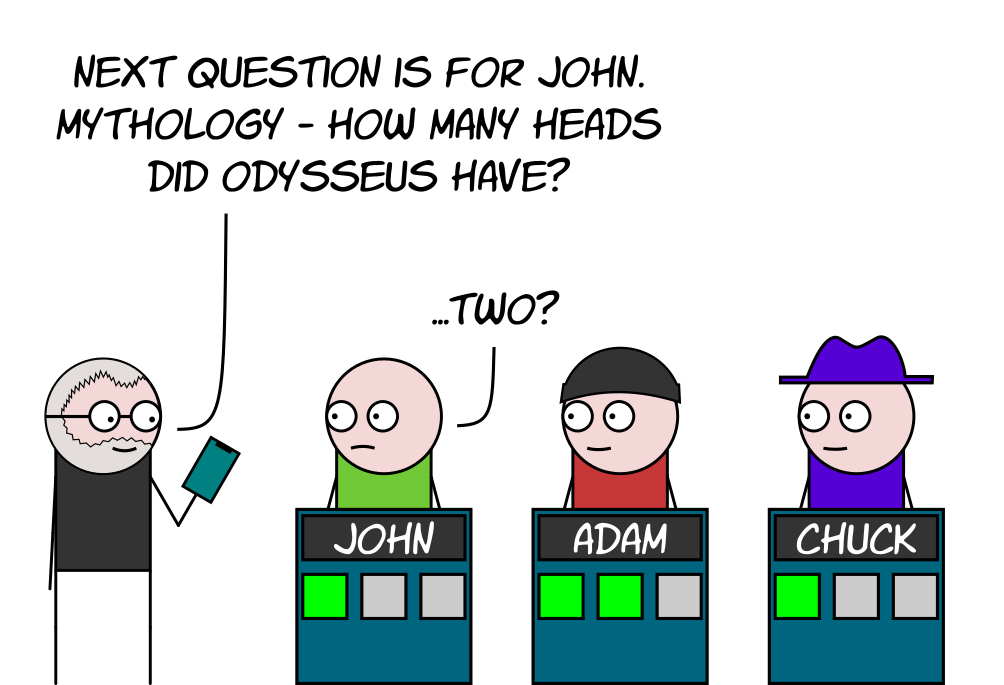 NEXT QUESTION IS FOR JOHN.
MYTHOLOGY - HOW MANY HEADS
DID ODYSSEUS HAVE?
...TWO?
JOHN
ADAM
CHUCK